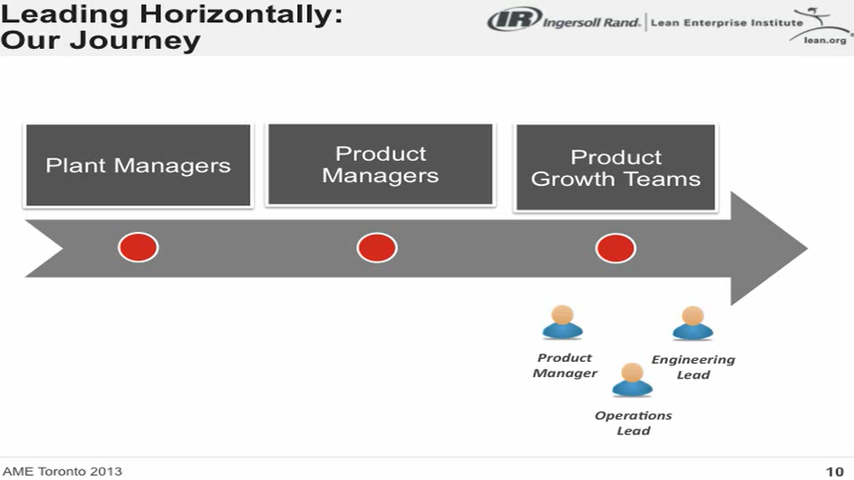 Leading Horizontally:
Our Journey
IR Ingersoll Rand. | Lean Enterprise Institute
lean.org
Plant Managers
Product
Managers
Product
Growth Teams
Product
Manager
Engineering
Lead
Operations
Lead
AME Toronto 2013
10